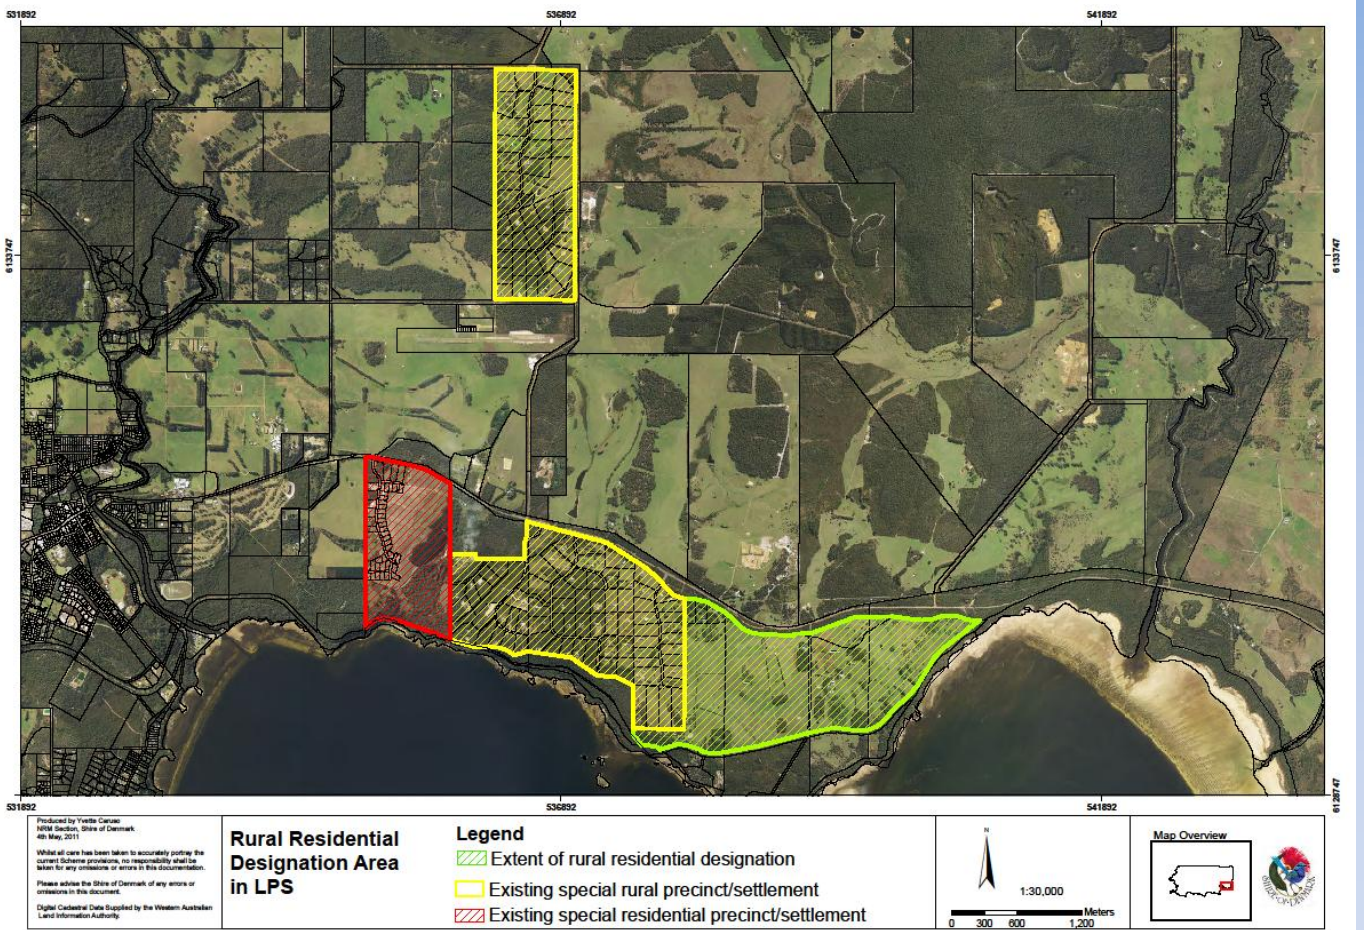 531892
536892
541892
6133747
6133747
531892
536892
541892
6128747
Produced by Yvette Caruso
NRM Section, Shire of Denmark
4th May, 2011
Whilst all care has been taken to accurately portray the
current Scheme provisions, no responsibility shall be
taken for any omissions or errors in this documentation.
Please advise the Shire of Denmark of any errors or
omissions in this document.
Digital Cadastral Data Supplied by the Western Australian
Land Information Authority.
Rural Residential
Designation Area
in LPS
Legend
Extent of rural residential designation
Existing special rural precinct/settlement
Existing special residential precinct/settlement
N
1:30,000
Meters
0 300 600 1,200
Map Overview
SHIRE OF DENMARK